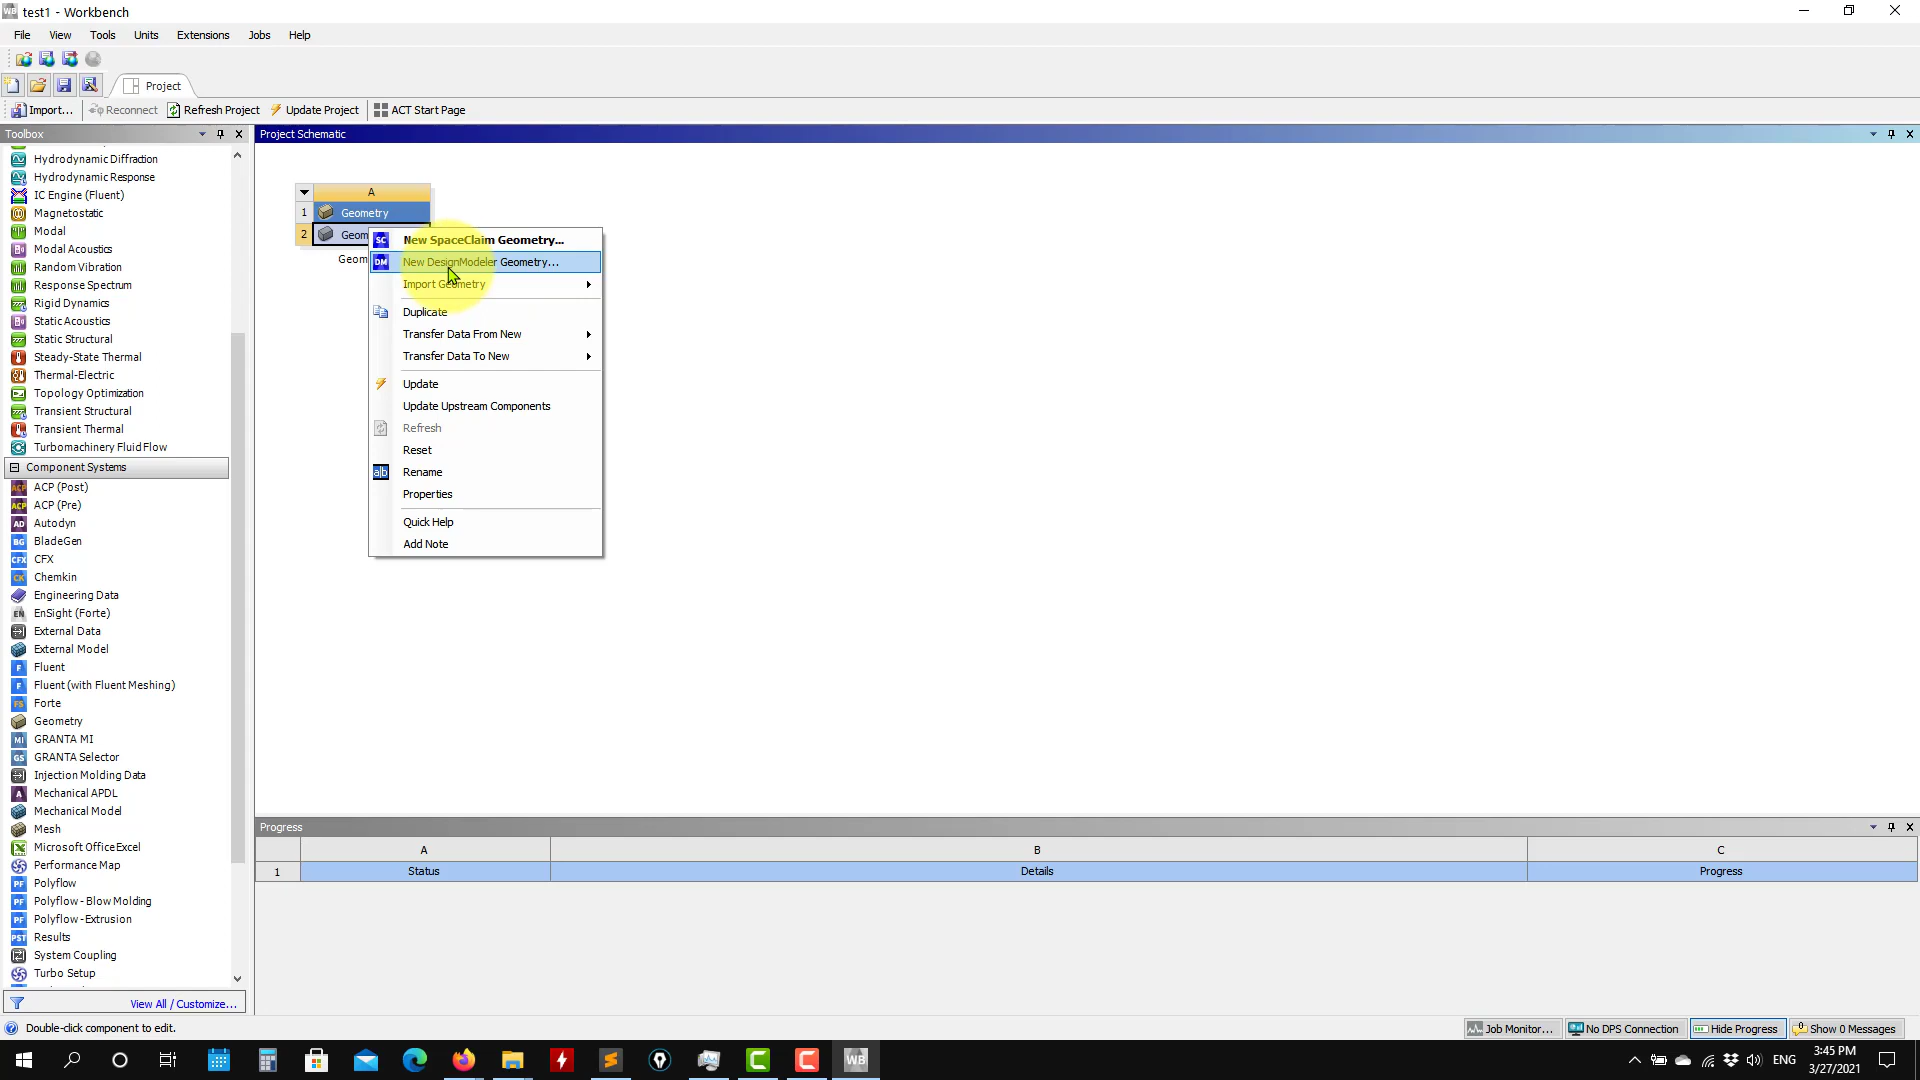 test1 - Workbench
File View Tools Units Extensions Jobs Help
Project
Import... Reconnect Refresh Project Update Project ACT Start Page
Toolbox
Project Schematic
Hydrodynamic Diffraction
Hydrodynamic Response
IC Engine (Fluent)
Magnetostatic
Modal
Modal Acoustics
Random Vibration
Response Spectrum
Rigid Dynamics
Static Acoustics
Static Structural
Steady-State Thermal
Thermal-Electric
Topology Optimization
Transient Structural
Transient Thermal
Turbomachinery Fluid Flow
Component Systems
ACP (Post)
ACP (Pre)
Autodyn
BladeGen
CFX
Chemkin
Engineering Data
EnSight (Forte)
External Data
External Model
Fluent
Fluent (with Fluent Meshing)
Forte
Geometry
GRANTA MI
GRANTA Selector
Injection Molding Data
Mechanical APDL
Mechanical Model
Mesh
Microsoft Office Excel
Performance Map
Polyflow
Polyflow - Blow Molding
Polyflow - Extrusion
Results
System Coupling
Turbo Setup
View All / Customize...
A
1 Geometry
2 Geom
Geom
SC New SpaceClaim Geometry...
DM New DesignModeler Geometry...
Import Geometry
Duplicate
Transfer Data From New
Transfer Data To New
Update
Update Upstream Components
Refresh
Reset
a|b Rename
Properties
Quick Help
Add Note
Progress
A B C
1 Status Details Progress
Double-click component to edit.
Job Monitor... No DPS Connection Hide Progress Show 0 Messages
WB
ENG
3:45 PM
3/27/2021